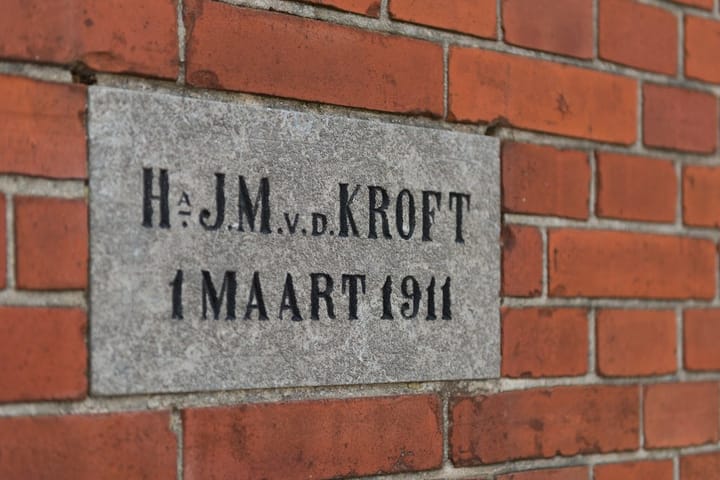 Hᴬ. J.M. v.d. KROFT
1 MAART 1911